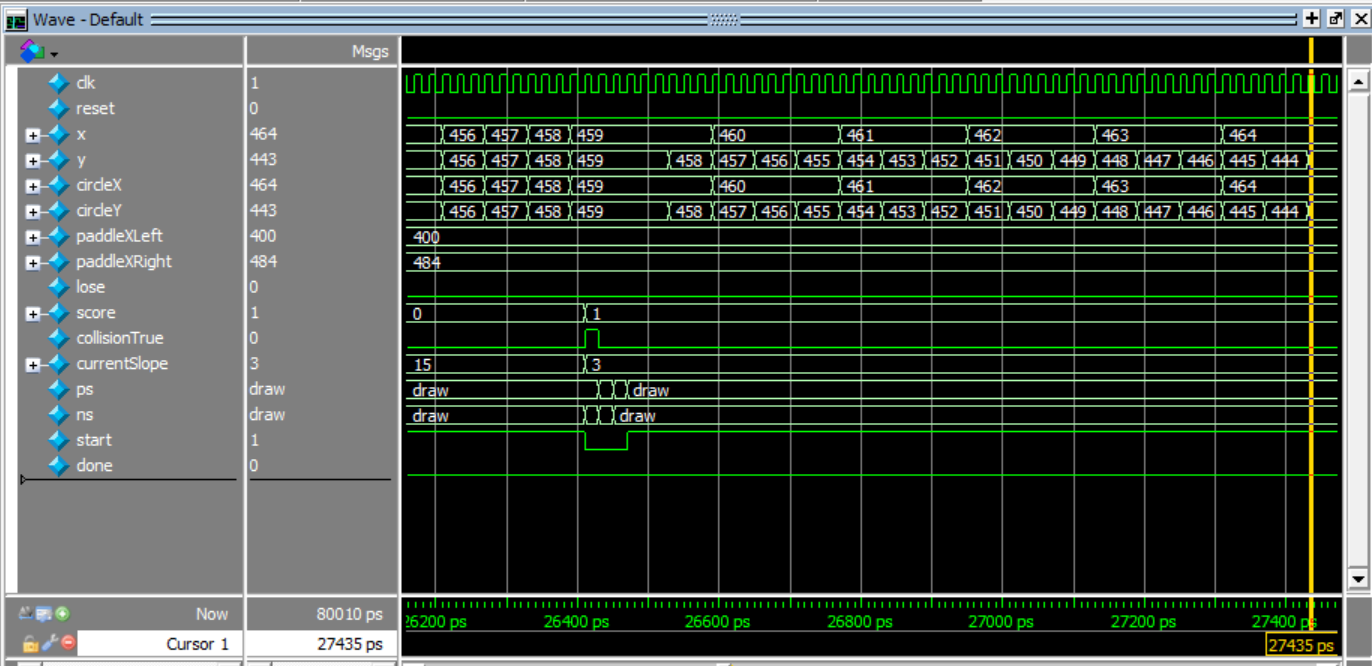 Wave - Default
Msgs
clk 1
reset 0
x 464 456 457 458 459 460 461 462 463 464
y 443 456 457 458 459 458 457 456 455 454 453 452 451 450 449 448 447 446 445 444
circleX 464 456 457 458 459 460 461 462 463 464
circleY 443 456 457 458 459 458 457 456 455 454 453 452 451 450 449 448 447 446 445 444
paddleXLeft 400 400
paddleXRight 484 484
lose 0
score 1 0 1
collisionTrue 0
currentSlope 3 15 3
ps draw draw draw
ns draw draw draw
start 1
done 0
Now 80010 ps 26200 ps 26400 ps 26600 ps 26800 ps 27000 ps 27200 ps 27400 ps
Cursor 1 27435 ps 27435 ps